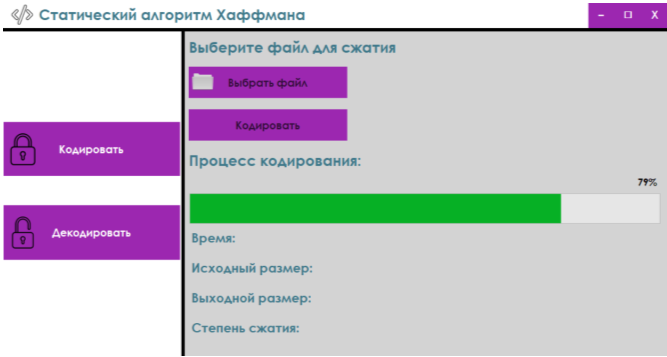 Статический алгоритм Хаффмана
Выберите файл для сжатия
Выбрать файл
Кодировать
Кодировать
Процесс кодирования:
79%
Декодировать
Время:
Исходный размер:
Выходной размер:
Степень сжатия: